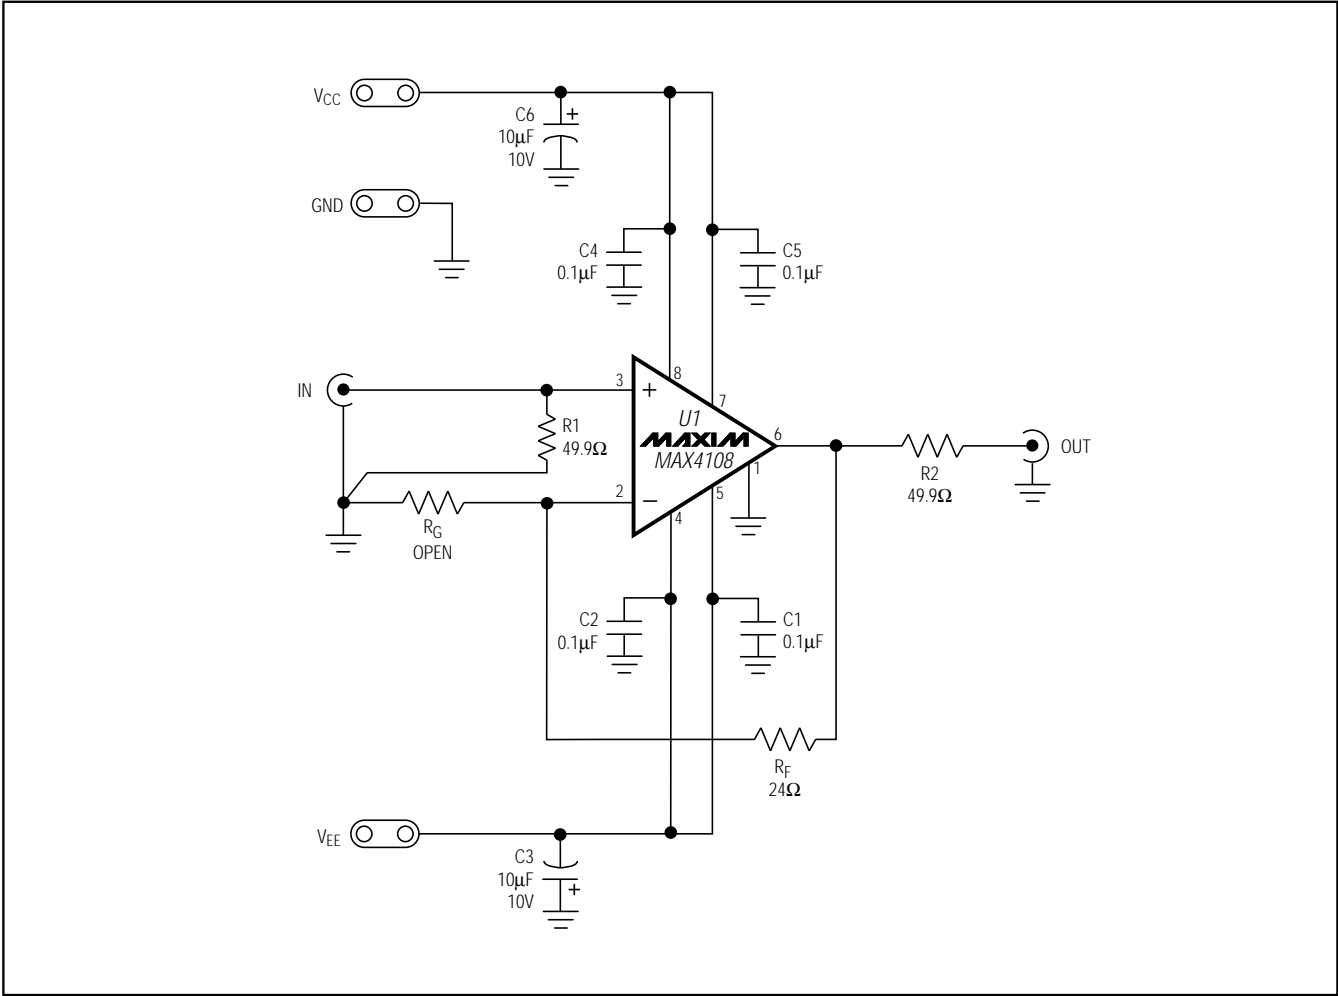 VCC
C6
10μF
10V
+
GND
C4
0.1μF
C5
0.1μF
IN
3
+
8
7
U1
MAXIM
MAX4108
6
R1
49.9Ω
OUT
R2
49.9Ω
1
2
−
5
4
RG
OPEN
C2
0.1μF
C1
0.1μF
RF
24Ω
VEE
C3
10μF
10V
+